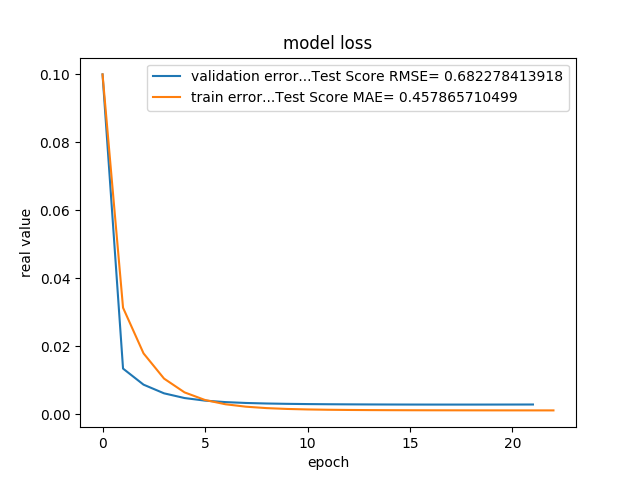 model loss
validation error...Test Score RMSE= 0.682278413918
train error...Test Score MAE= 0.457865710499
real value
0.10
0.08
0.06
0.04
0.02
0.00
0 5 10 15 20
epoch